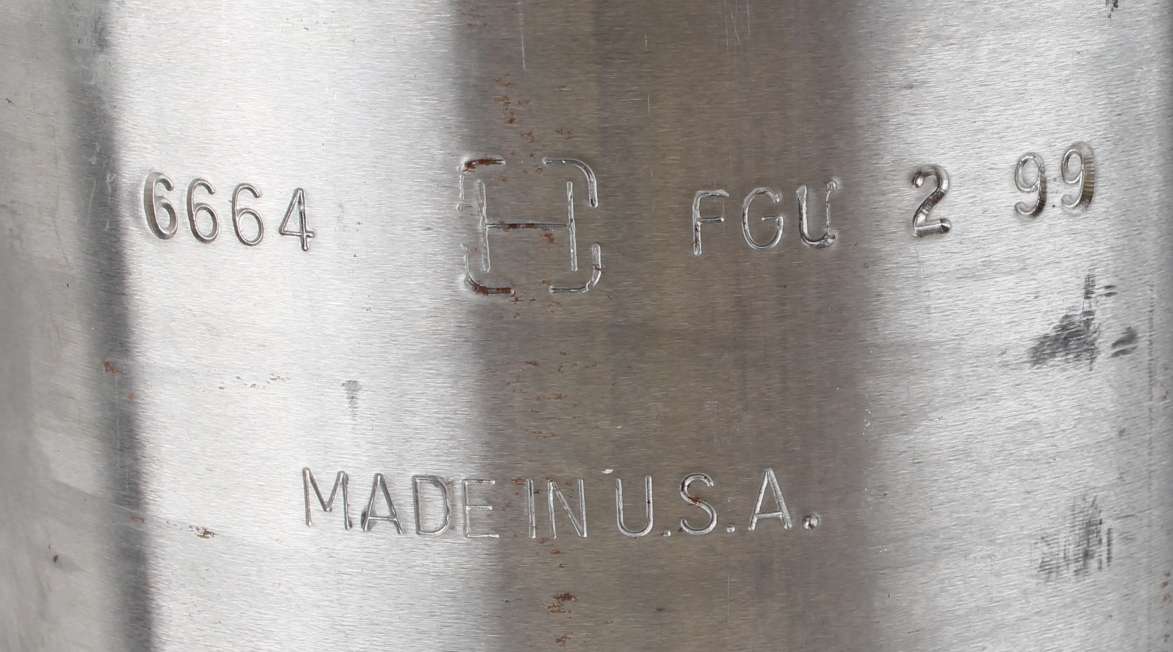 6664 H FGU 2 99
MADE IN U.S.A.